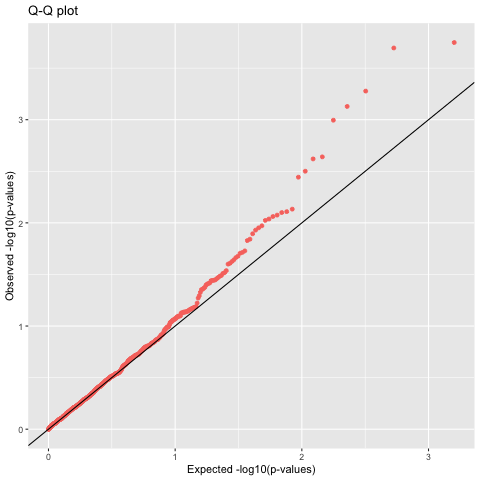 Q-Q plot
3
2
1
0
Observed -log10(p-values)
0 1 2 3
Expected -log10(p-values)